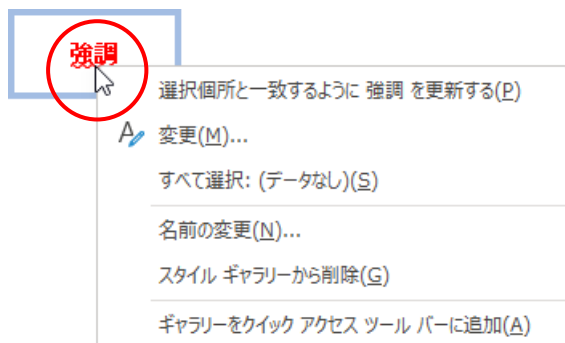 強調
選択個所と一致するように 強調 を更新する(P)
変更(M)...
すべて選択: (データなし)(S)
名前の変更(N)...
スタイル ギャラリーから削除(G)
ギャラリーをクイック アクセス ツール バーに追加(A)